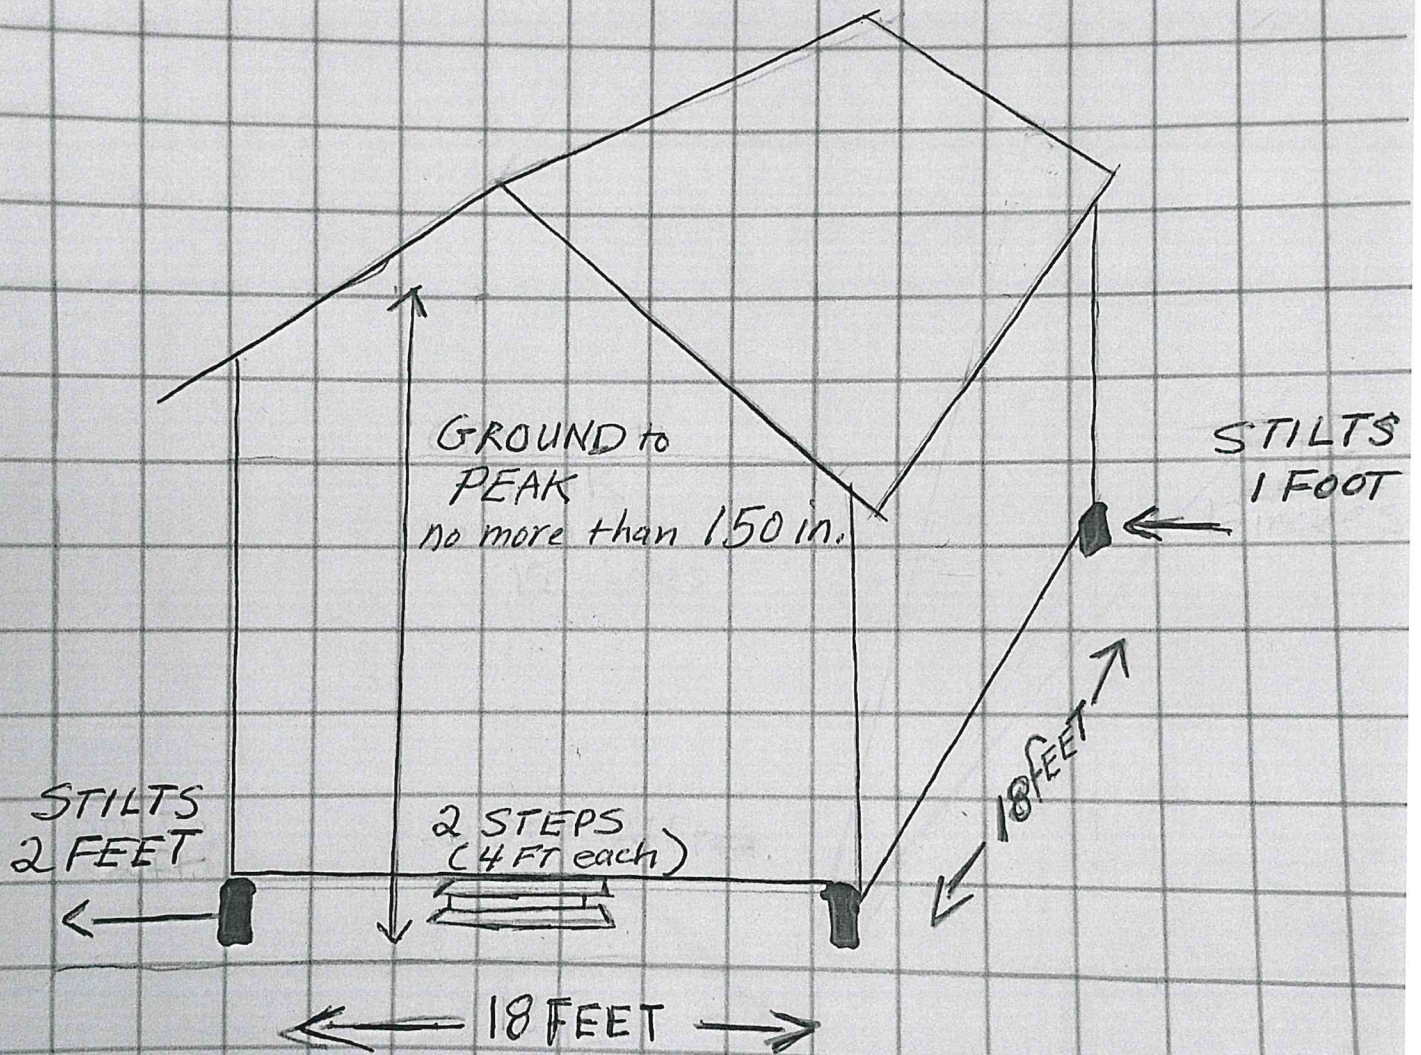 GROUND to
PEAK
no more than 150 in.
STILTS
1 FOOT
STILTS
2 FEET
2 STEPS
(4 FT each)
18 FEET
18 FEET